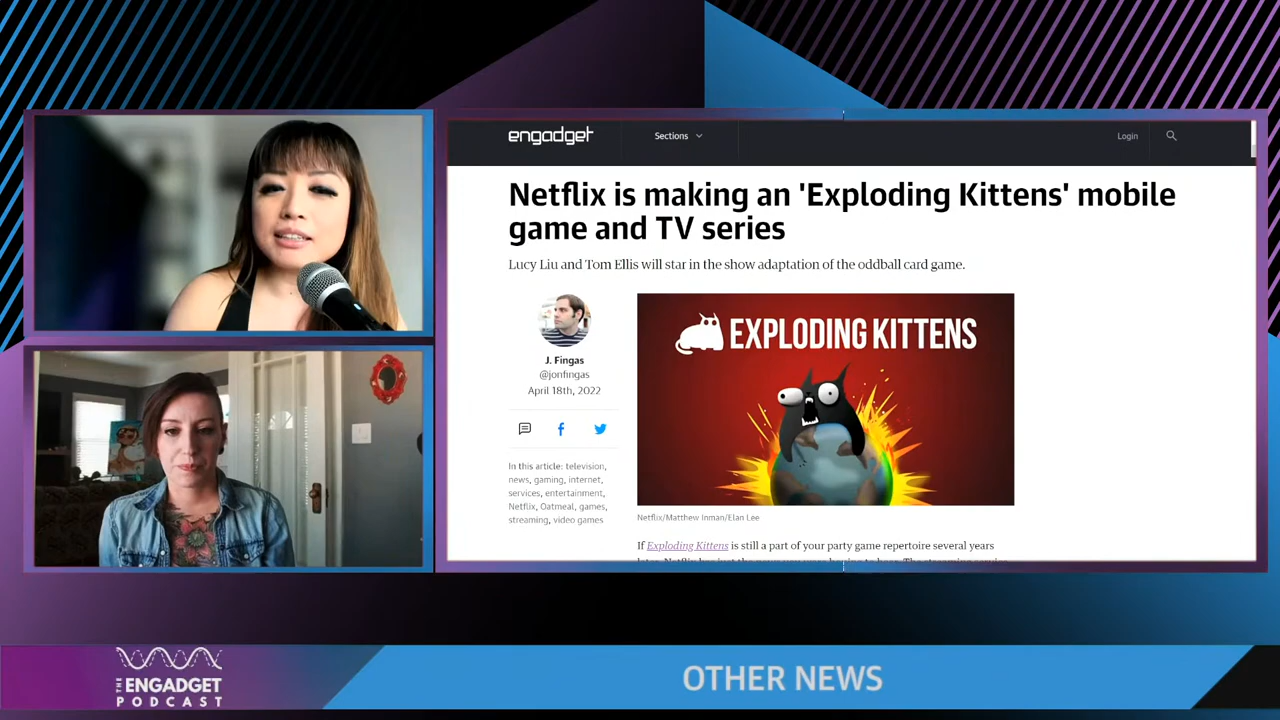 engadget
Sections
Login
Netflix is making an 'Exploding Kittens' mobile
game and TV series
Lucy Liu and Tom Ellis will star in the show adaptation of the oddball card game.
J. Fingas
@jonfingas
April 18th, 2022
In this article: television,
news, gaming, internet,
services, entertainment,
Netflix, Oatmeal, games,
streaming, video games
EXPLODING KITTENS
Netflix/Matthew Inman/Elan Lee
If Exploding Kittens is still a part of your party game repertoire several years
THE ENGADGET
PODCAST
OTHER NEWS